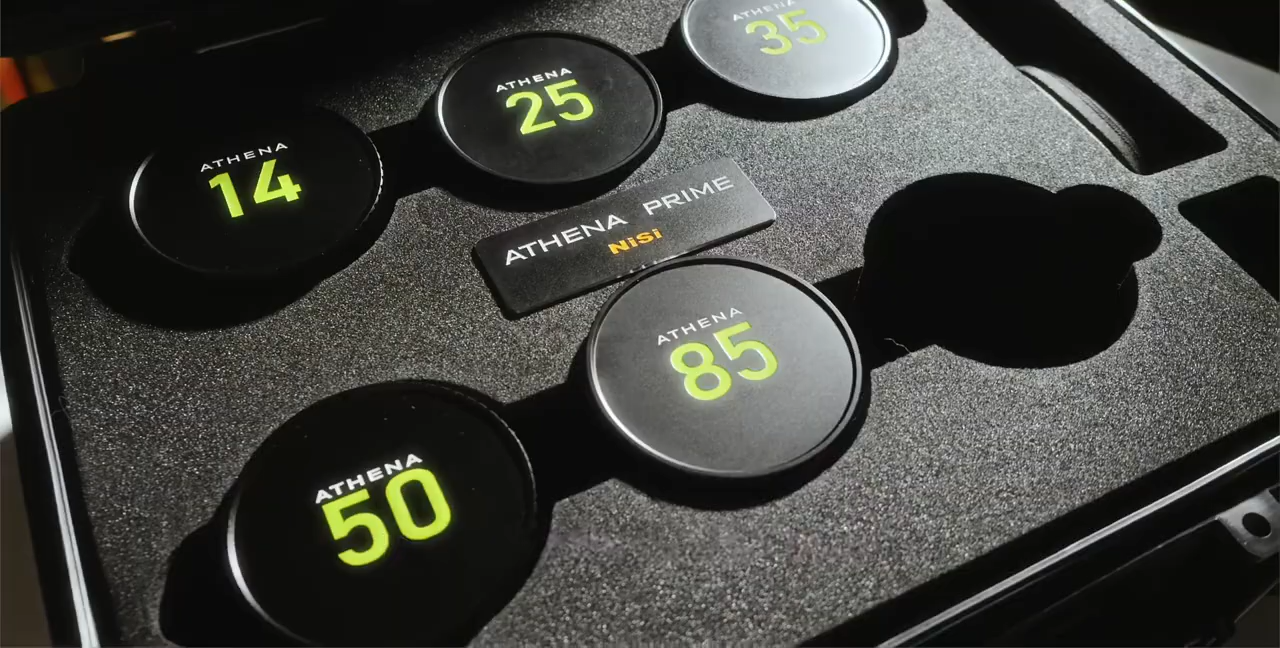 ATHENA
35
ATHENA
25
ATHENA
14
ATHENA PRIME
NiSi
ATHENA
85
ATHENA
50